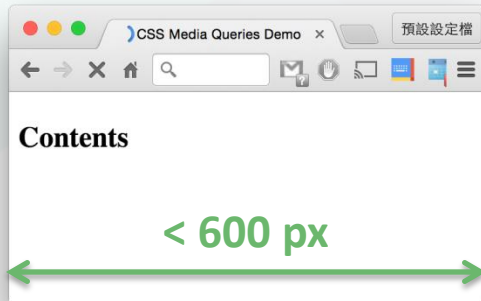 CSS Media Queries Demo
預設設定檔
Contents
< 600 px